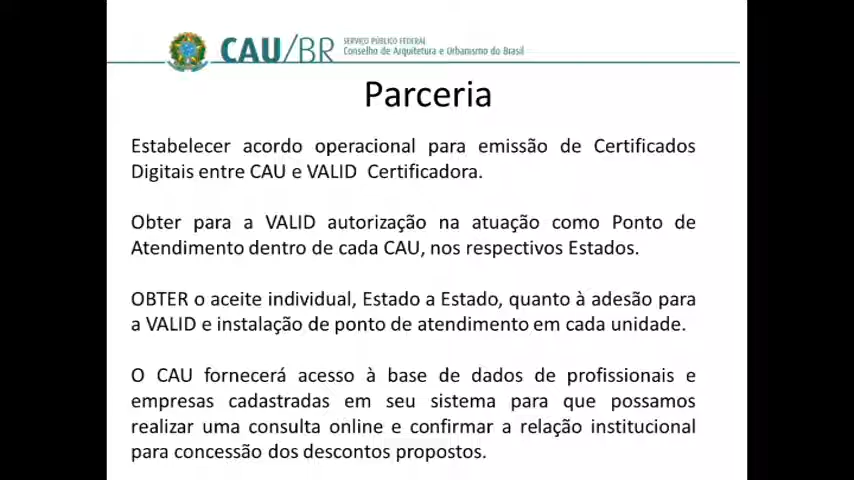 CAU/BR
SERVIÇO PÚBLICO FEDERAL
Conselho de Arquitetura e Urbanismo do Brasil
Parceria
Estabelecer acordo operacional para emissão de Certificados
Digitais entre CAU e VALID Certificadora.
Obter para a VALID autorização na atuação como Ponto de
Atendimento dentro de cada CAU, nos respectivos Estados.
OBTER o aceite individual, Estado a Estado, quanto à adesão para
a VALID e instalação de ponto de atendimento em cada unidade.
O CAU fornecerá acesso à base de dados de profissionais e
empresas cadastradas em seu sistema para que possamos
realizar uma consulta online e confirmar a relação institucional
para concessão dos descontos propostos.